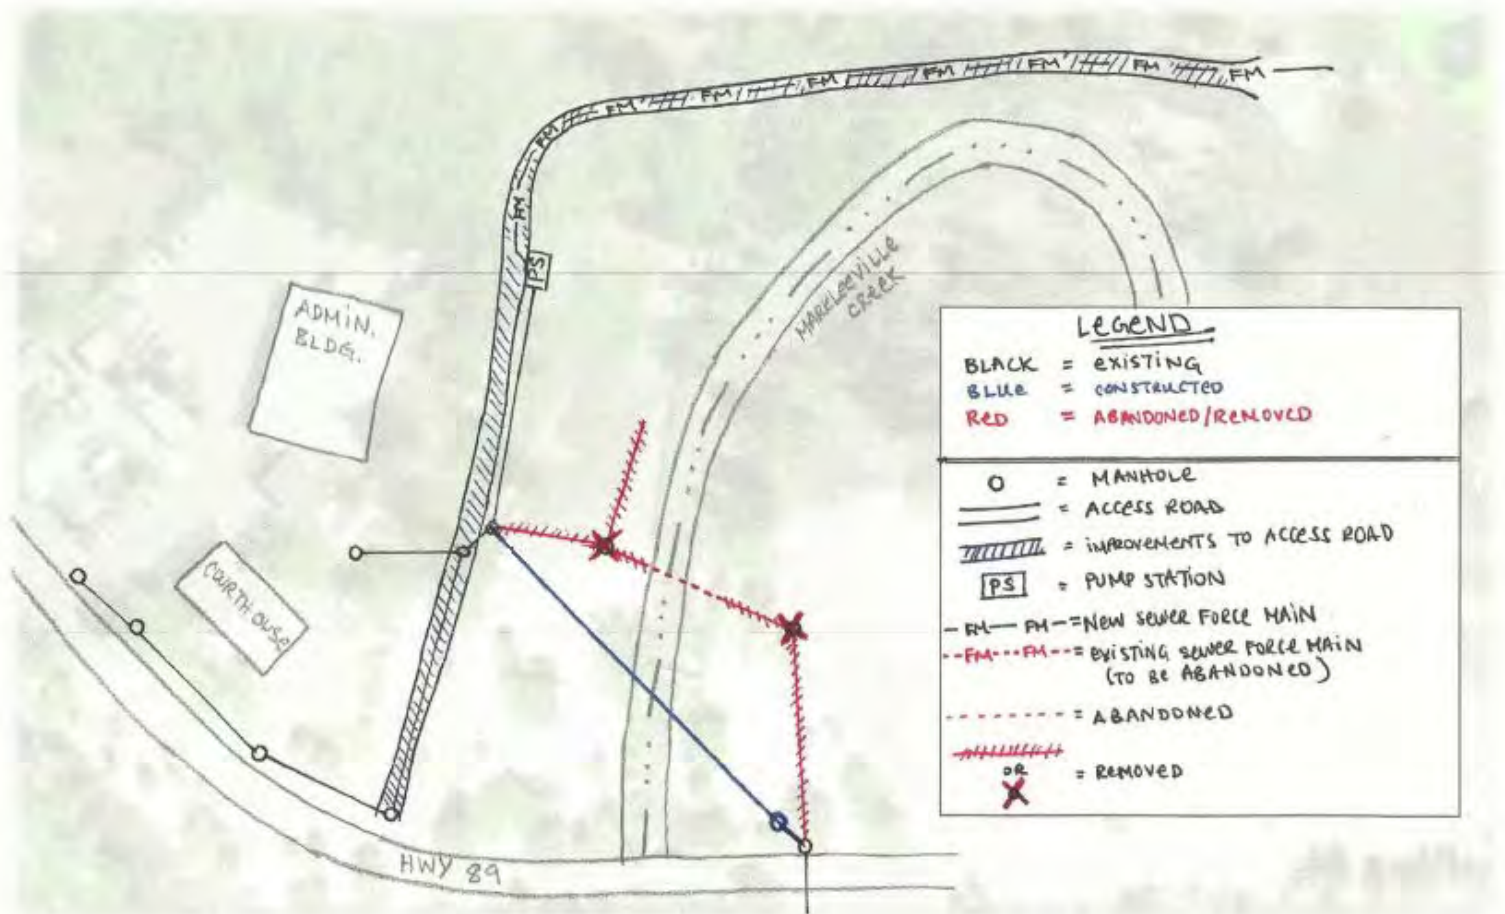 FM FM FM FM FM FM FM FM FM
FM
PS
ADMIN.
BLDG.
MARKLEEVILLE
CREEK
COURTHOUSE
HWY 89
LEGEND
BLACK = EXISTING
BLUE = CONSTRUCTED
RED = ABANDONED/REMOVED
O = MANHOLE
= ACCESS ROAD
= IMPROVEMENTS TO ACCESS ROAD
PS = PUMP STATION
-FM— FM-=NEW SEWER FORCE MAIN
--FM---FM--= EXISTING SEWER FORCE MAIN
(TO BE ABANDONED)
= ABANDONED
OR = REMOVED